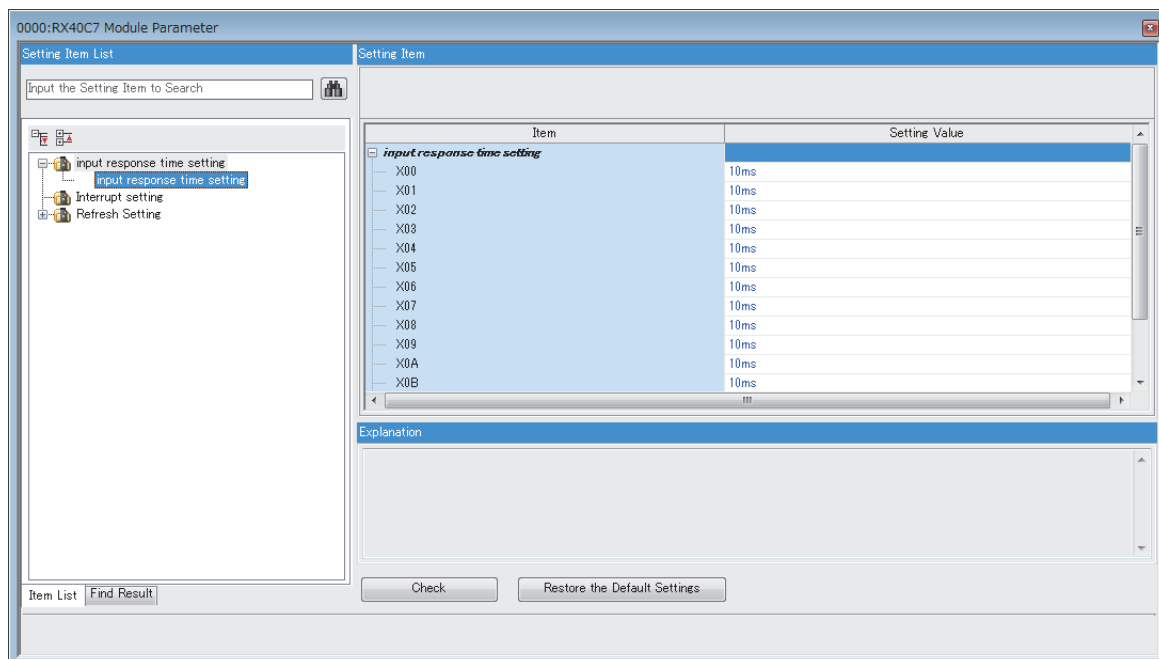 0000:RX40C7 Module Parameter
Setting Item List
Input the Setting Item to Search
input response time setting
input response time setting
Interrupt setting
Refresh Setting
Item List Find Result
Setting Item
Item Setting Value
input response time setting
X00 10ms
X01 10ms
X02 10ms
X03 10ms
X04 10ms
X05 10ms
X06 10ms
X07 10ms
X08 10ms
X09 10ms
X0A 10ms
X0B 10ms
Explanation
Check Restore the Default Settings